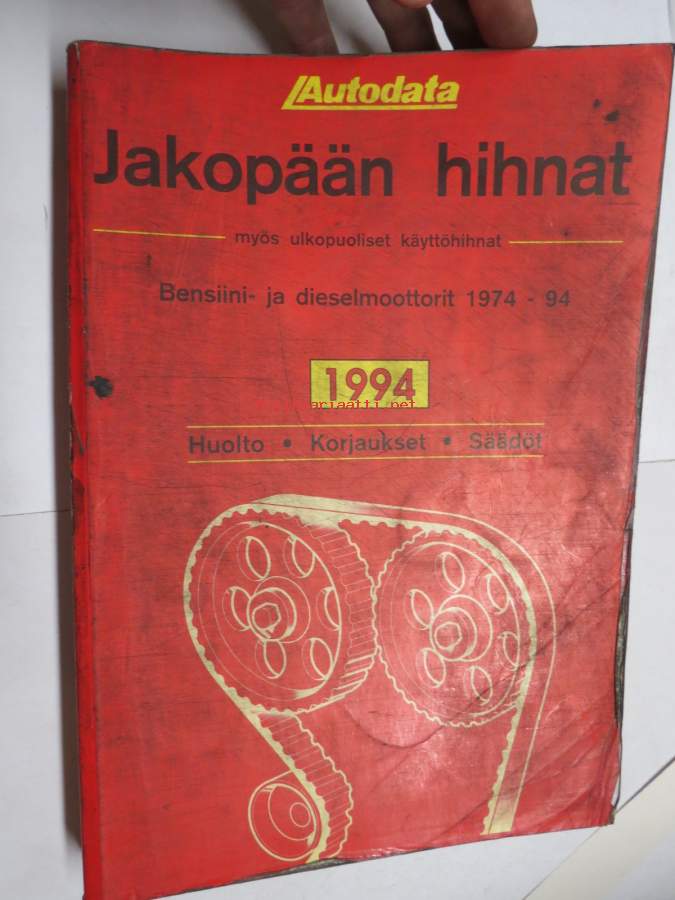 Autodata
Jakopään hihnat
myös ulkopuoliset käyttöhihnat
Bensiini- ja dieselmoottorit 1974 - 94
1994
Huolto • Korjaukset • Säädöt